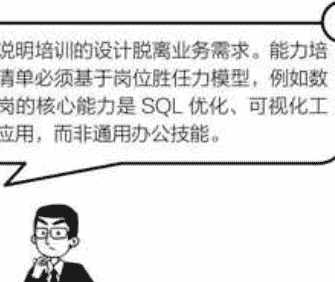 说明培训的设计脱离业务需求。能力培
清单必须基于岗位胜任力模型，例如数
岗的核心能力是 SQL 优化、可视化工
应用，而非通用办公技能。